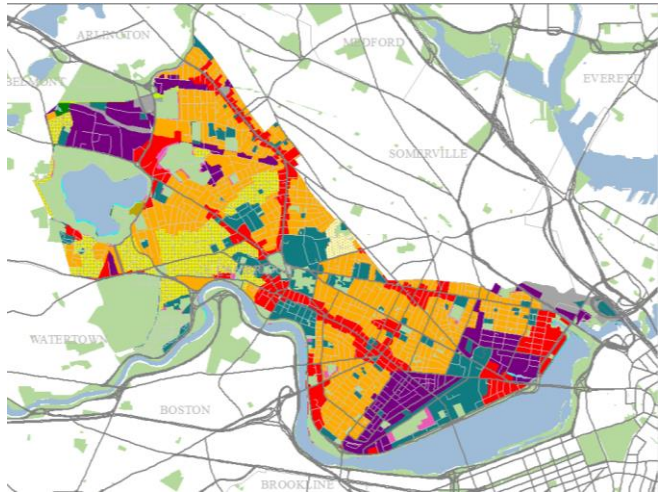 ARLINGTON
MEDFORD
BELMONT
EVERETT
SOMERVILLE
WATERTOWN
BOSTON
BROOKLINE